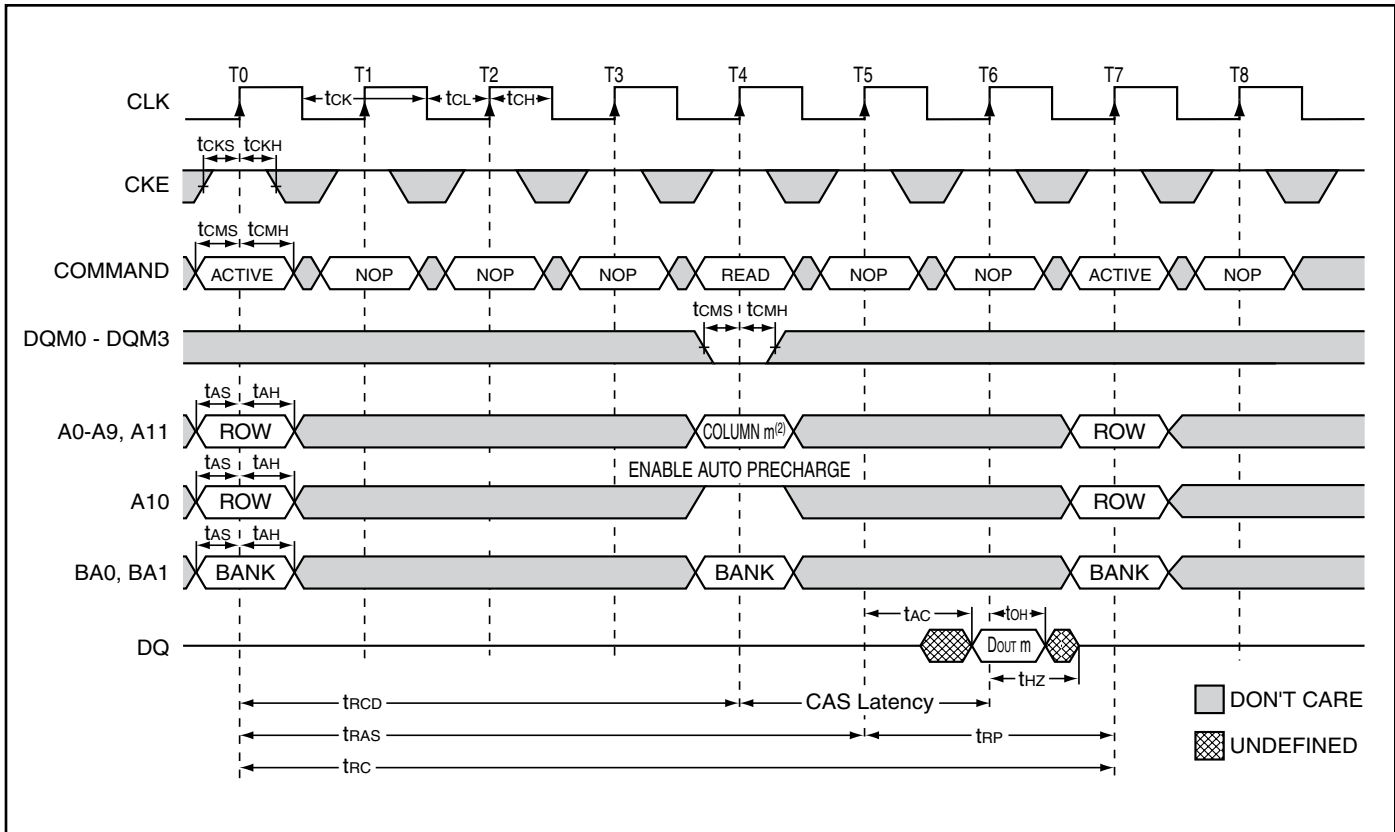 T0 T1 T2 T3 T4 T5 T6 T7 T8
CLK tCK tCL tCH
tCKS tCKH
CKE
tCMS tCMH
COMMAND ACTIVE NOP NOP NOP READ NOP NOP ACTIVE NOP
tCMS tCMH
DQM0 - DQM3
tAS tAH
A0-A9, A11 ROW COLUMN m(2) ROW
tAS tAH ENABLE AUTO PRECHARGE
A10 ROW ROW
tAS tAH
BA0, BA1 BANK BANK BANK
tAC tOH
DQ DOUT m
tHZ
tRCD CAS Latency DON'T CARE
tRAS tRP UNDEFINED
tRC